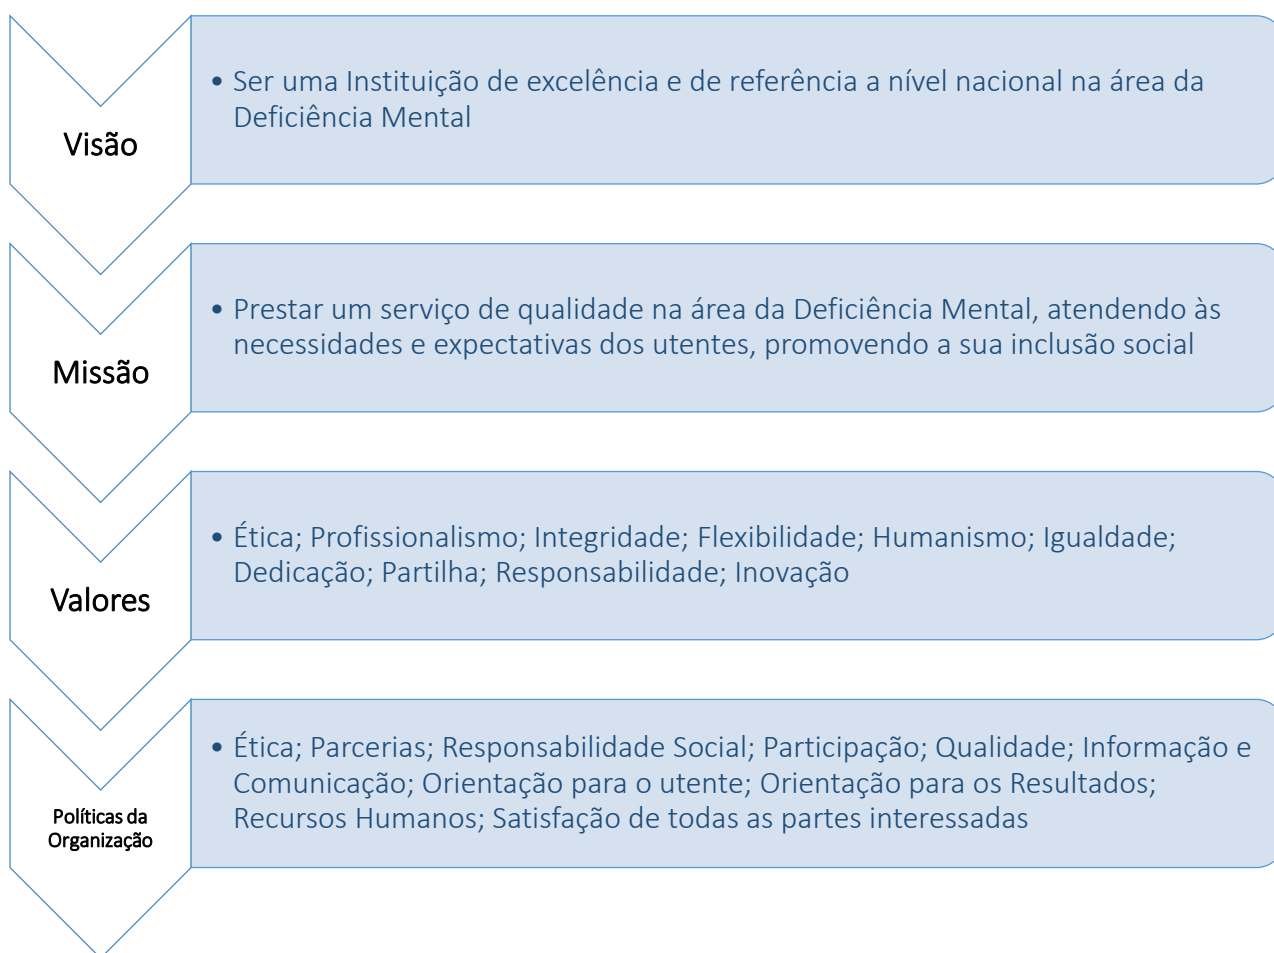 Visão
• Ser uma Instituição de excelência e de referência a nível nacional na área da
Deficiência Mental
Missão
• Prestar um serviço de qualidade na área da Deficiência Mental, atendendo às
necessidades e expectativas dos utentes, promovendo a sua inclusão social
Valores
• Ética; Profissionalismo; Integridade; Flexibilidade; Humanismo; Igualdade;
Dedicação; Partilha; Responsabilidade; Inovação
Políticas da
Organização
• Ética; Parcerias; Responsabilidade Social; Participação; Qualidade; Informação e
Comunicação; Orientação para o utente; Orientação para os Resultados;
Recursos Humanos; Satisfação de todas as partes interessadas